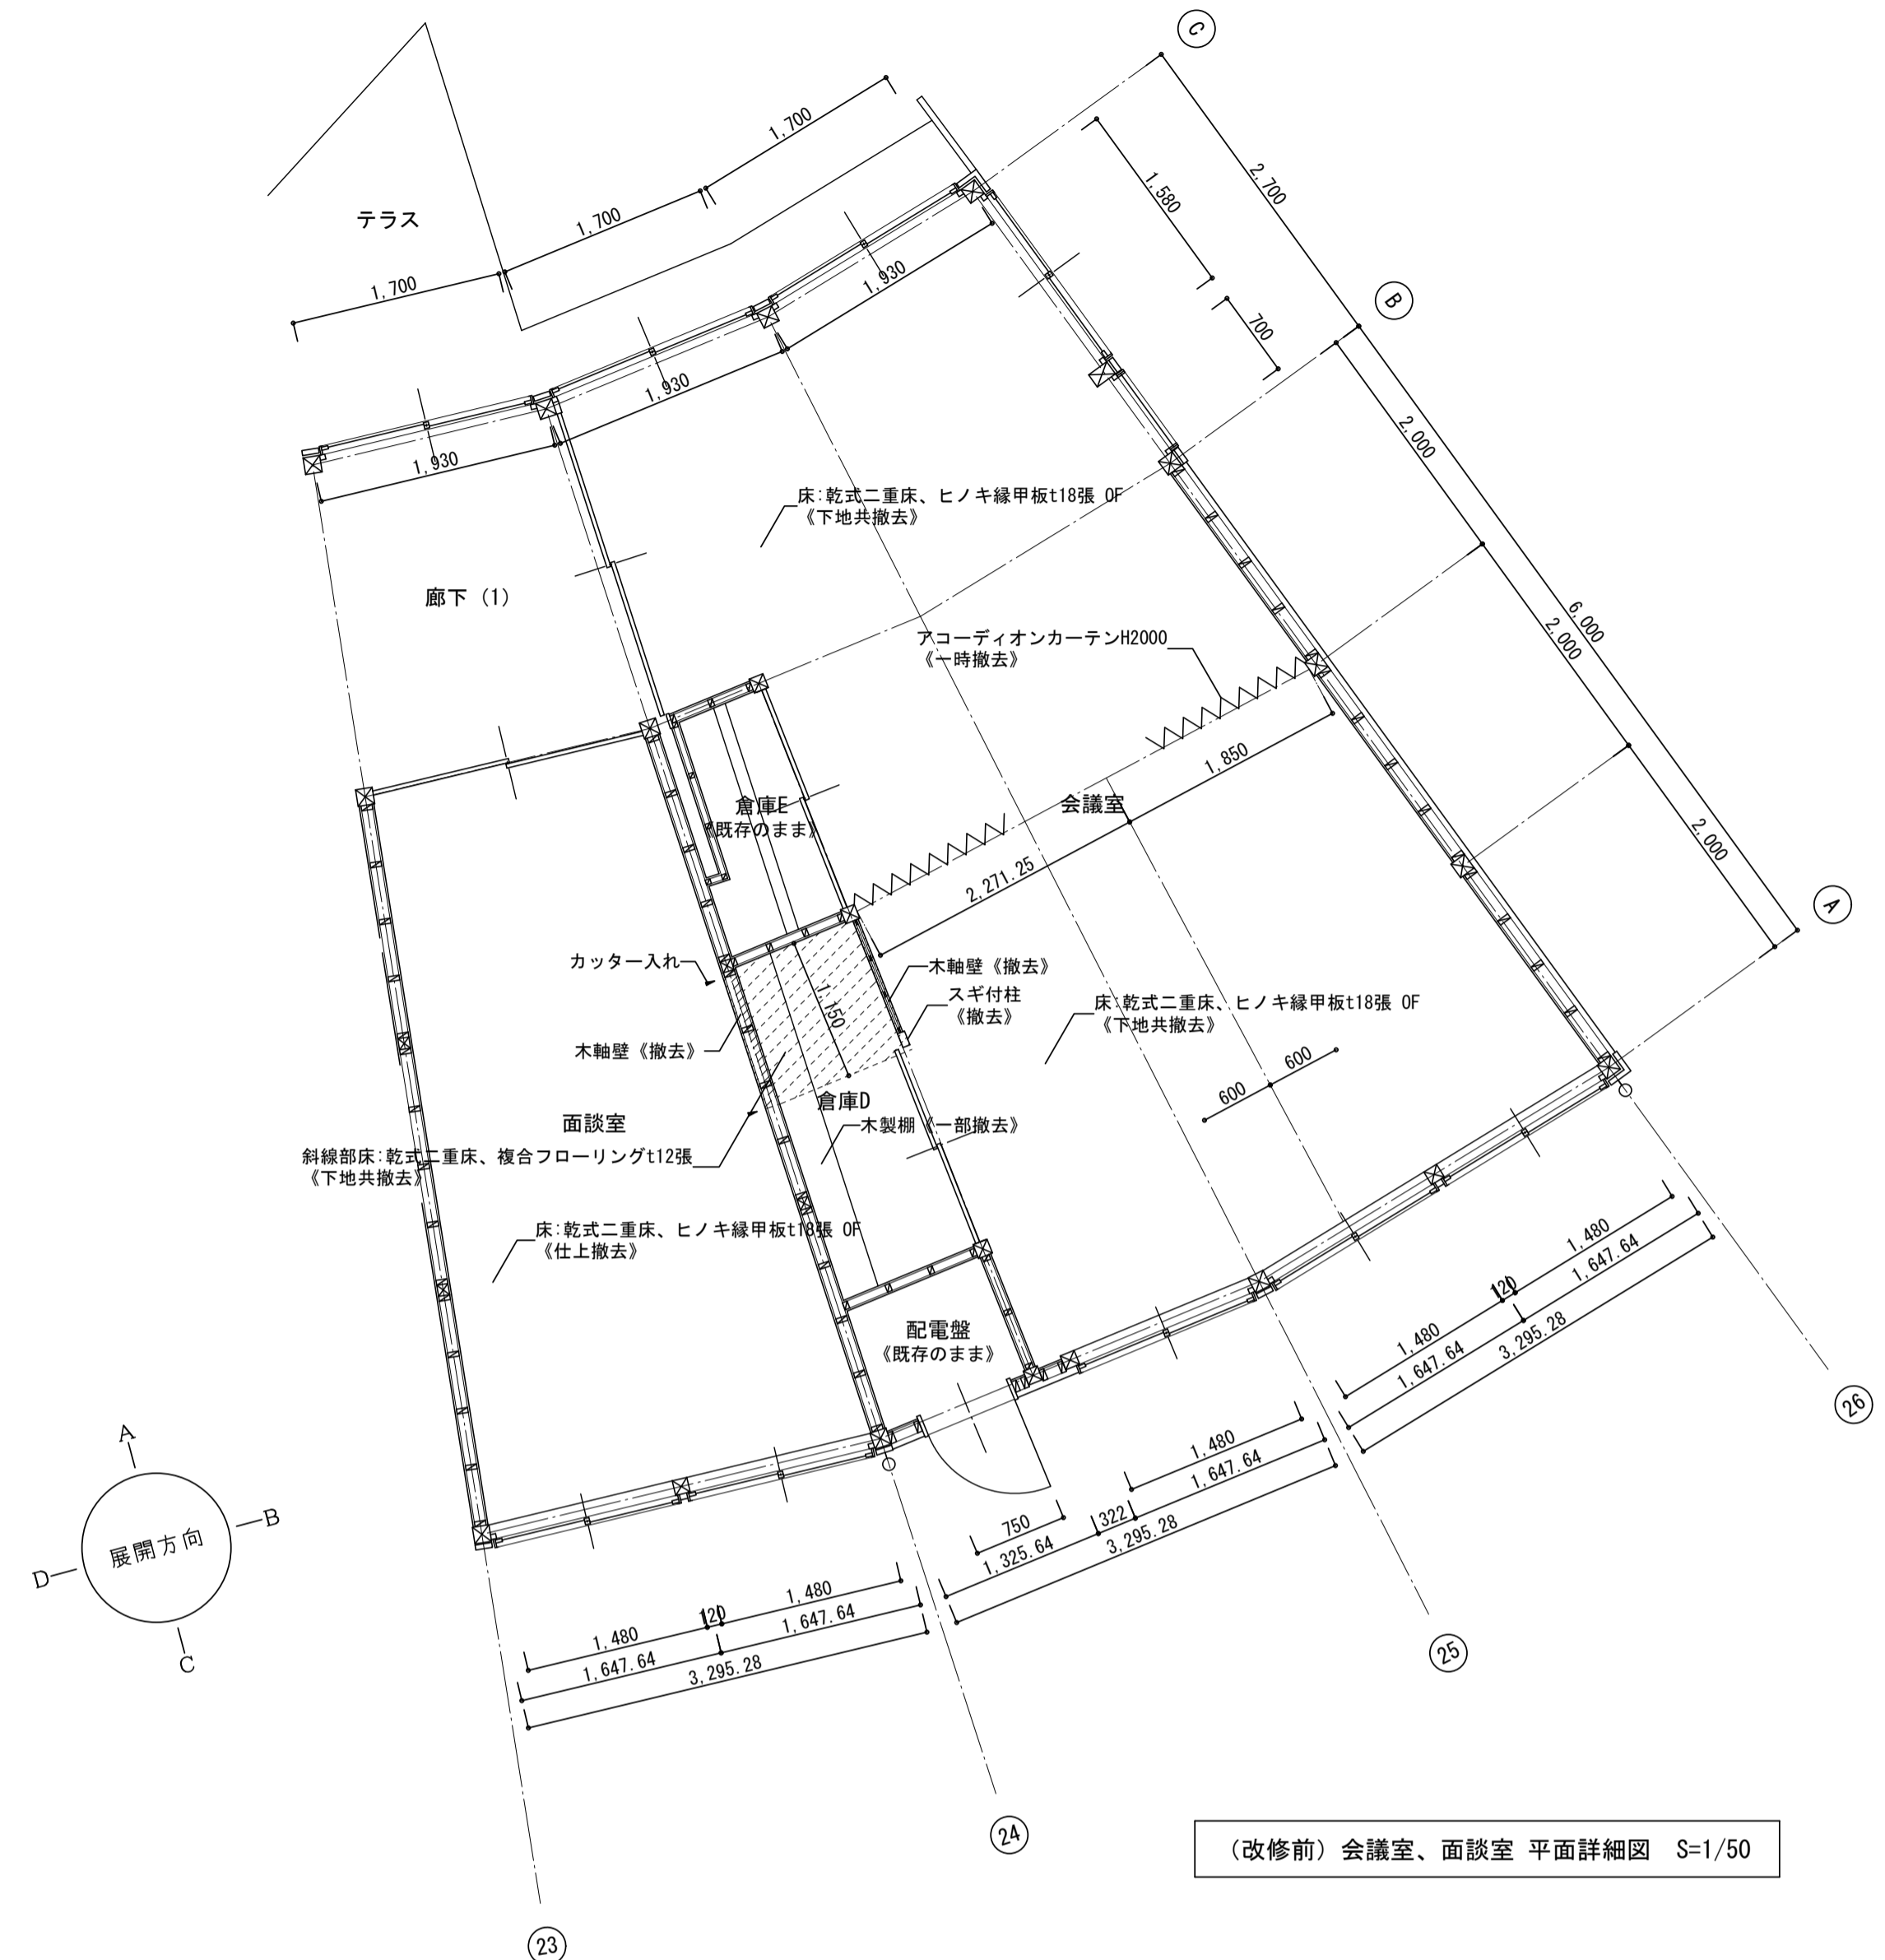 C
1,700
2,700
1,580
テラス
1,700
B
1,700
1,930
700
1,930
2,000
1,930
床:乾式二重床、ヒノキ縁甲板t18張 OF
《下地共撤去》
廊下 (1)
6,000
アコーディオンカーテンH2000
《一時撤去》
2,000
1,850
倉庫E
《既存のまま》
会議室
2,000
2,271.25
A
カッター入れ
木軸壁《撤去》
スギ付柱
《撤去》
床:乾式二重床、ヒノキ縁甲板t18張 OF
《下地共撤去》
1,150
木軸壁《撤去》
600
600
倉庫D
面談室
木製棚《一部撤去》
斜線部床:乾式二重床、複合フローリングt12張
《下地共撤去》
床:乾式二重床、ヒノキ縁甲板t18張 OF
《仕上撤去》
1,480
1,647.64
120
1,480
1,647.64
3,295.28
配電盤
《既存のまま》
26
1,480
1,647.64
750
322
1,325.64
3,295.28
A
B
展開方向
D
C
1,480
120
1,480
1,647.64
1,647.64
3,295.28
25
24
(改修前) 会議室、面談室 平面詳細図 S=1/50
23